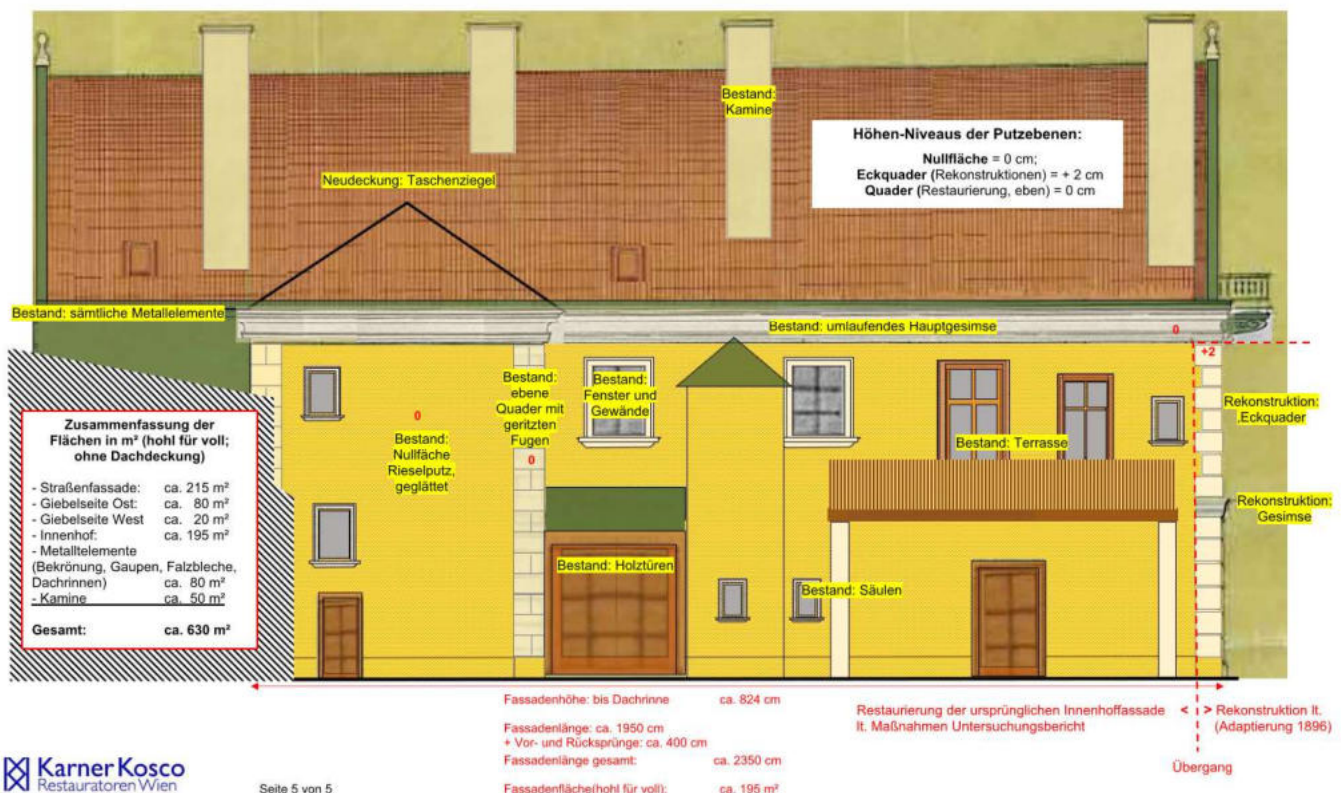 Bestand:
Kamine
Höhen-Niveaus der Putzebenen:
Nullfläche = 0 cm;
Eckquader (Rekonstruktionen) = + 2 cm
Quader (Restaurierung, eben) = 0 cm
Neudeckung: Taschenziegel
Bestand: sämtliche Metallelemente
Bestand: umlaufendes Hauptgesimse
0
+2
Bestand:
ebene
Quader mit
geritzten
Fugen
0
Bestand:
Fenster und
Gewände
0
Bestand:
Nullfäche
Rieselputz,
geglättet
Bestand: Terrasse
Rekonstruktion:
,Eckquader
Rekonstruktion:
Gesimse
Bestand: Holztüren
Bestand: Säulen
Zusammenfassung der
Flächen in m² (hohl für voll;
ohne Dachdeckung)
- Straßenfassade: ca. 215 m²
- Giebelseite Ost: ca. 80 m²
- Giebelseite West ca. 20 m²
- Innenhof: ca. 195 m²
- Metalltelemente
(Bekrönung, Gaupen, Falzbleche,
Dachrinnen) ca. 80 m²
- Kamine ca. 50 m²
Gesamt: ca. 630 m²
Fassadenhöhe: bis Dachrinne ca. 824 cm
Fassadenlänge: ca. 1950 cm
+ Vor- und Rücksprünge: ca. 400 cm
Fassadenlänge gesamt: ca. 2350 cm
Fassadenfläche(hohl für voll): ca. 195 m²
Restaurierung der ursprünglichen Innenhoffassade
lt. Maßnahmen Untersuchungsbericht
< >
Rekonstruktion lt.
(Adaptierung 1896)
Übergang
Karner Kosco
Restauratoren Wien
Seite 5 von 5